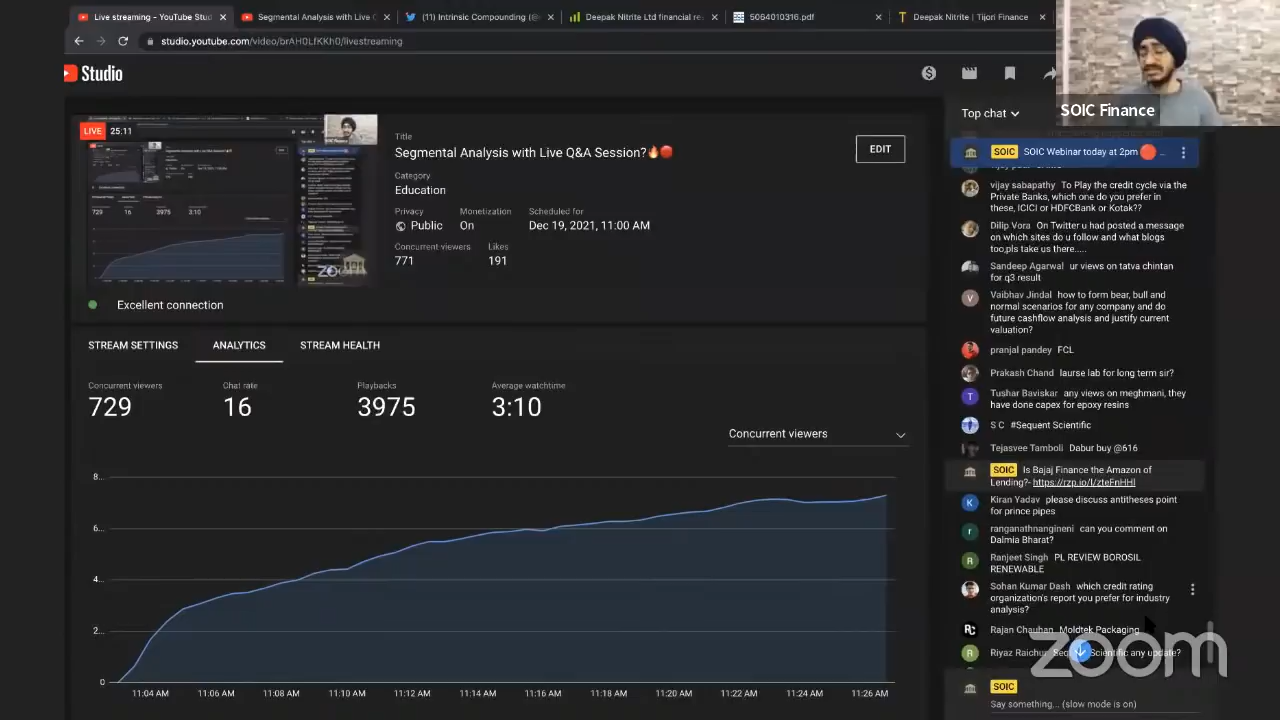 Live streaming - YouTube Stud
Segmental Analysis with Live Q
(11) Intrinsic Compounding (@
Deepak Nitrite Ltd financial re
5064010316.pdf
Deepak Nitrite | Tijori Finance
studio.youtube.com/video/brAH0LfKKh0/livestreaming
Studio
SOIC Finance
LIVE 25:11
Title
Segmental Analysis with Live Q&A Session?🔥🔴
EDIT
Category
Education
Privacy Monetization Scheduled for
Public On Dec 19, 2021, 11:00 AM
Concurrent viewers Likes
771 191
Excellent connection
STREAM SETTINGS ANALYTICS STREAM HEALTH
Concurrent viewers Chat rate Playbacks Average watchtime
729 16 3975 3:10
Concurrent viewers
8...
6...
4...
2...
0
11:04 AM 11:06 AM 11:08 AM 11:10 AM 11:12 AM 11:14 AM 11:16 AM 11:18 AM 11:20 AM 11:22 AM 11:24 AM 11:26 AM
Top chat
SOIC SOIC Webinar today at 2pm 🔴 ...
vijay sabapathy To Play the credit cycle via the
Private Banks, which one do you prefer in
these, ICICI or HDFCBank or Kotak??
Dilip Vora On Twitter u had posted a message
on which sites do u follow and what blogs
too,pls take us there.....
Sandeep Agarwal ur views on tatva chintan
for q3 result
Vaibhav Jindal how to form bear, bull and
normal scenarios for any company and do
future cashflow analysis and justify current
valuation?
pranjal pandey FCL
Prakash Chand laurse lab for long term sir?
Tushar Baviskar any views on meghmani, they
have done capex for epoxy resins
S C #Sequent Scientific
Tejasvee Tamboli Dabur buy @616
SOIC Is Bajaj Finance the Amazon of
Lending?- https://rzp.io/l/zteFnHHl
Kiran Yadav please discuss antitheses point
for prince pipes
ranganathnangineni can you comment on
Dalmia Bharat?
Ranjeet Singh PL REVIEW BOROSIL
RENEWABLE
Sohan Kumar Dash which credit rating
organization's report you prefer for industry
analysis?
Rajan Chauhan Moldtek Packaging
Riyaz Raichur Scientific any update?
zoom
SOIC
Say something... (slow mode is on)